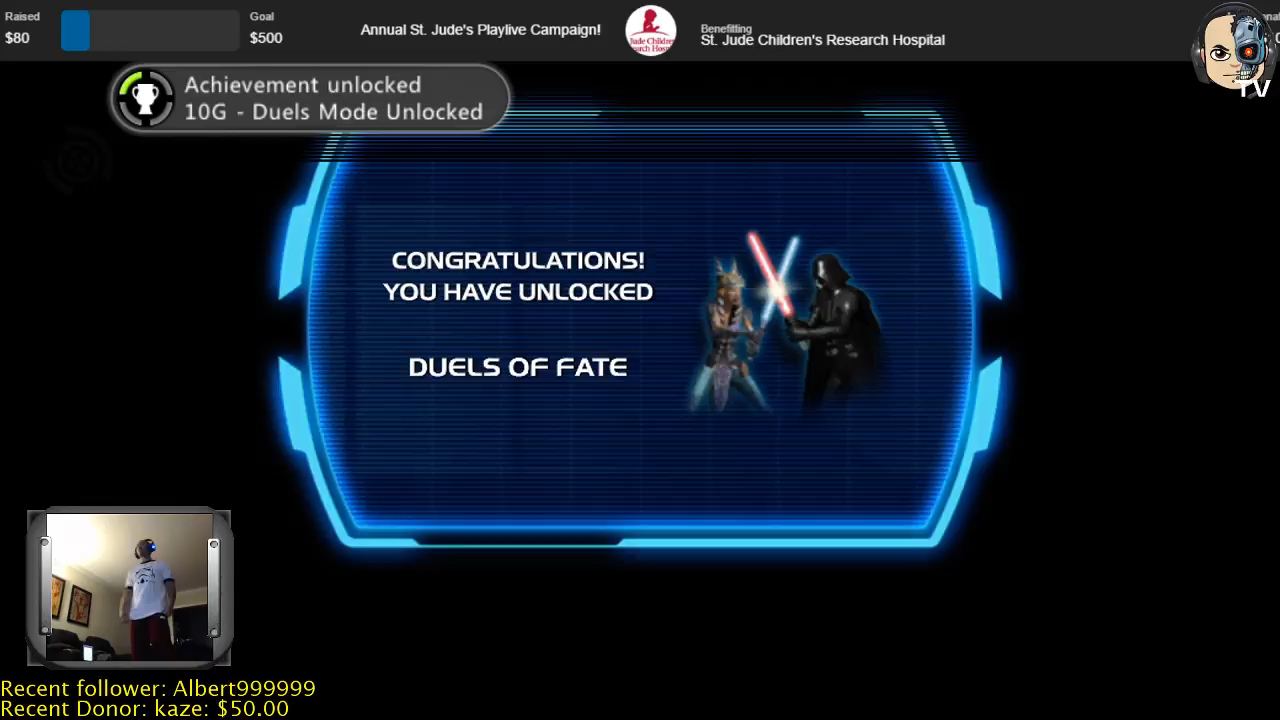 Raised
$80
Goal
$500
Annual St. Jude's Playlive Campaign!
Benefitting
St. Jude Children's Research Hospital
TV
Achievement unlocked
10G - Duels Mode Unlocked
CONGRATULATIONS!
YOU HAVE UNLOCKED
DUELS OF FATE
Recent follower: Albert999999
Recent Donor: kaze: $50.00